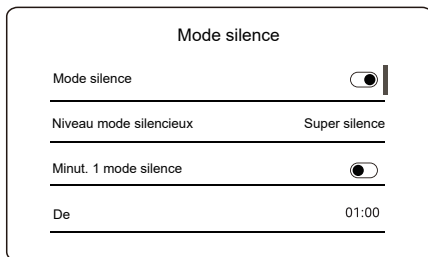 Mode silence
Mode silence
Niveau mode silencieux Super silence
Minut. 1 mode silence
De 01:00